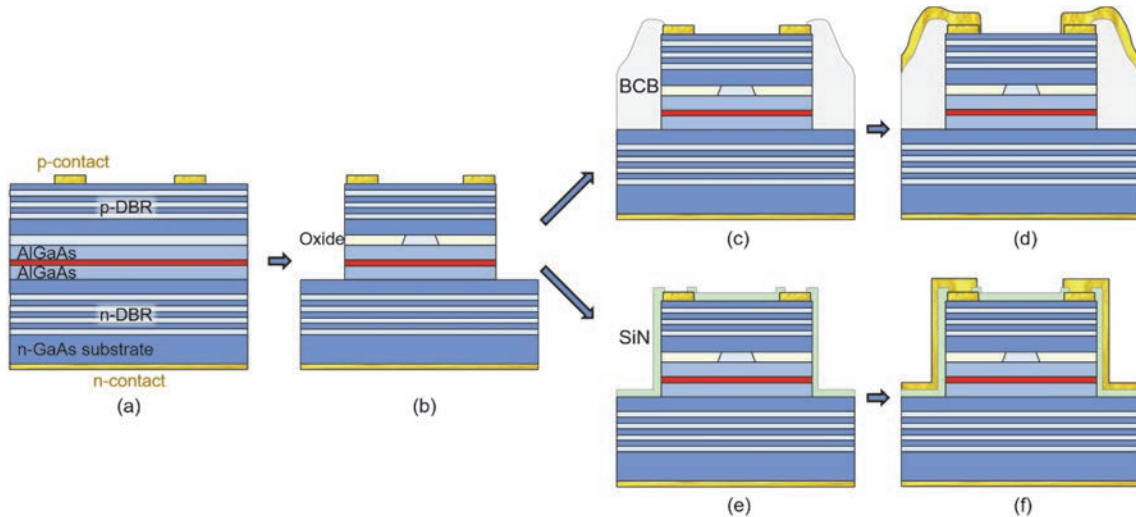 p-contact
p-DBR
AlGaAs
AlGaAs
n-DBR
n-GaAs substrate
n-contact
(a)
Oxide
(b)
BCB
(c)
(d)
SiN
(e)
(f)